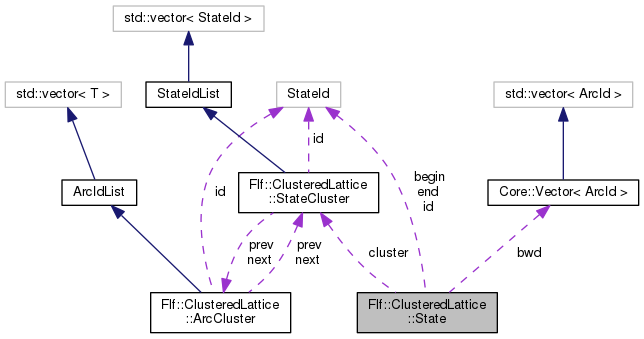 std::vector< StateId >
std::vector< T >
StateIdList
StateId
std::vector< ArcId >
id
ArcIdList
id
Flf::ClusteredLattice
::StateCluster
begin
end
id
Core::Vector< ArcId >
prev
next
prev
next
cluster
bwd
Flf::ClusteredLattice
::ArcCluster
Flf::ClusteredLattice
::State